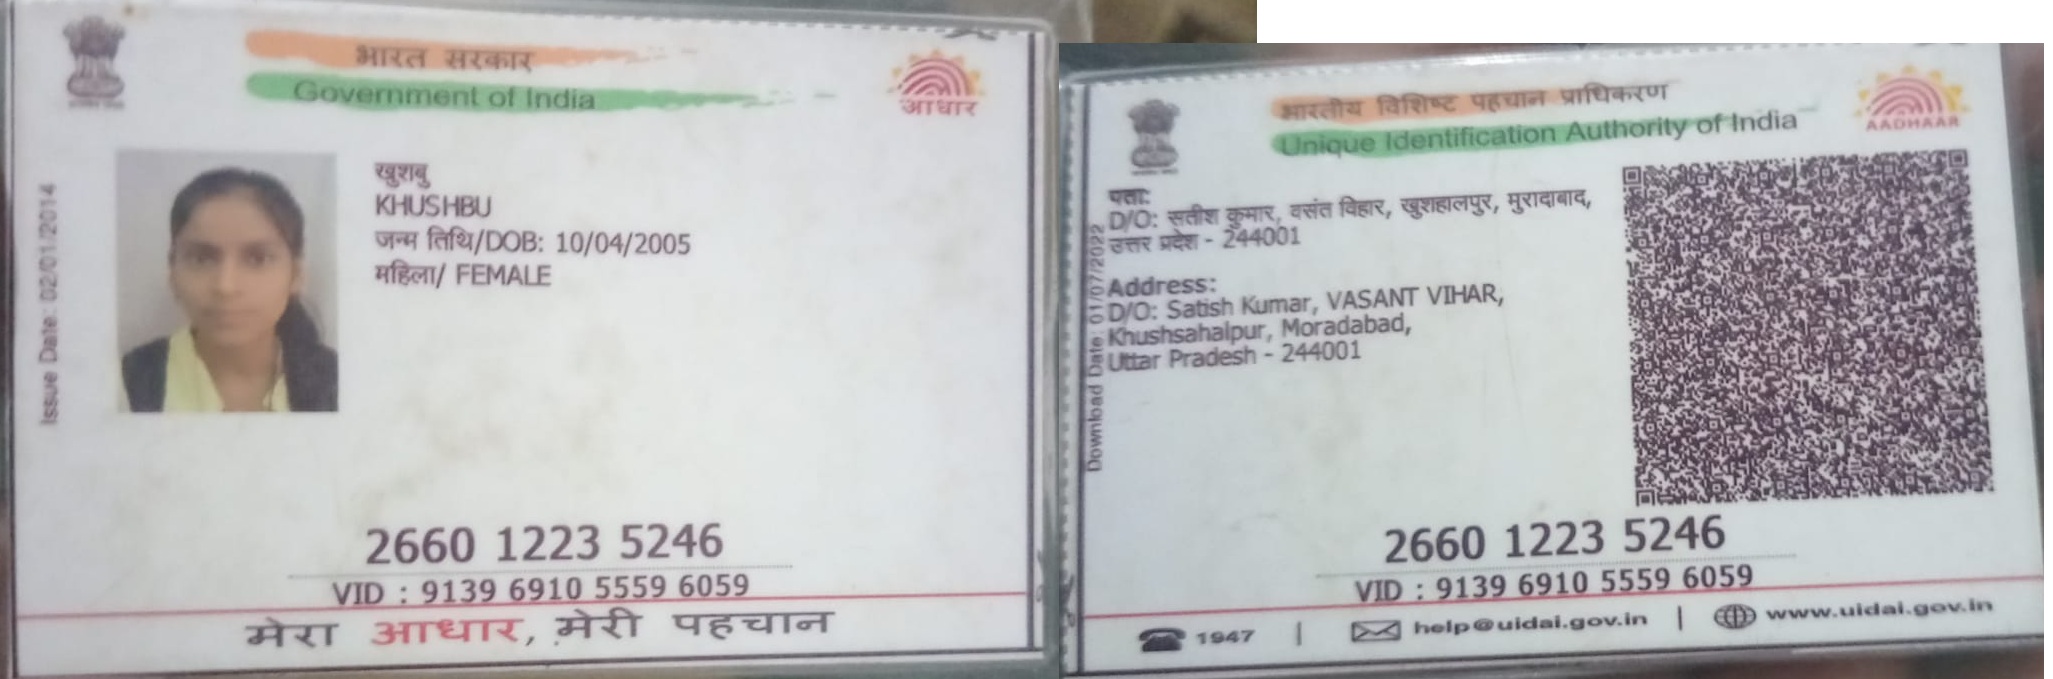 भारत सरकार
Government of India
आधार
Issue Date: 02/01/2014
खुशबु
KHUSHBU
जन्म तिथि/DOB: 10/04/2005
महिला/ FEMALE
2660 1223 5246
VID : 9139 6910 5559 6059
मेरा आधार, मेरी पहचान
भारतीय विशिष्ट पहचान प्राधिकरण
Unique Identification Authority of India
AADHAAR
Download Date: 01/07/2022
पता:
D/O: सतीश कुमार, वसंत विहार, खुशहालपुर, मुरादाबाद,
उत्तर प्रदेश - 244001
Address:
D/O: Satish Kumar, VASANT VIHAR,
Khushsahalpur, Moradabad,
Uttar Pradesh - 244001
2660 1223 5246
VID : 9139 6910 5559 6059
1947 | help@uidai.gov.in | www.uidai.gov.in